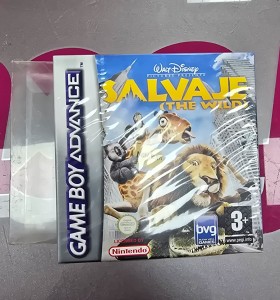 GAME BOY ADVANCE
WALT DISNEY
PICTURES PRESENTS
SALVAJE
(THE WILD)
bvg
3+
www.pegi.info
Nintendo